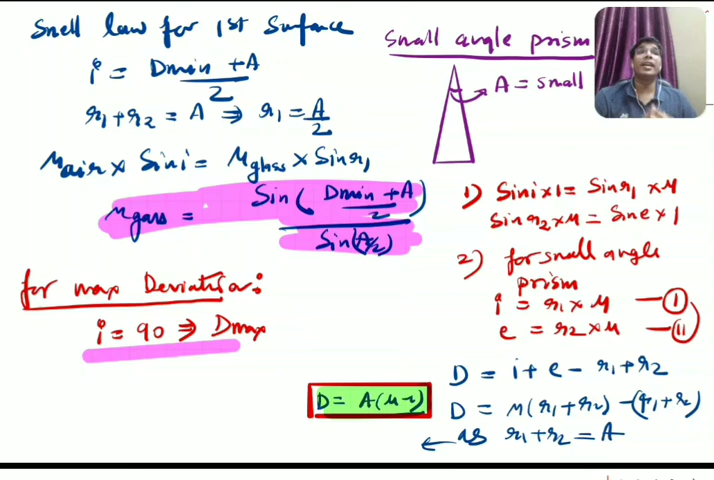 Snell law for 1st Surface
i = Dmin + A / 2
r1 + r2 = A ⇒ r1 = A/2
μair × Sin i = μglass × Sin r1
μglass = Sin ( Dmin + A / 2 ) / Sin (A/2)
for max Deviation:
i = 90 ⇒ Dmax
Small angle prism
A = small
1) Sin i × 1 = Sin r1 × μ
Sin r2 × μ = Sin e × 1
2) for small angle
prism
i = r1 × μ — I
e = r2 × μ — II
D = i + e - r1 + r2
D = μ (r1 + r2) - (r1 + r2)
← as r1 + r2 = A
D = A (μ - 1)